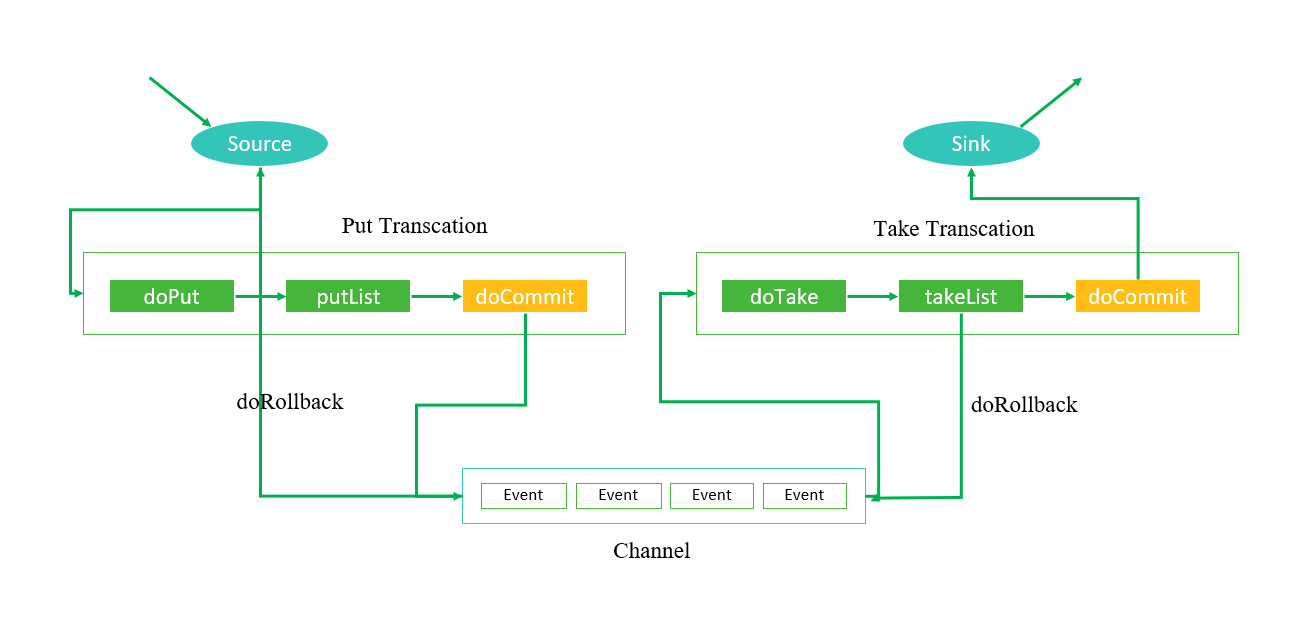 Source
Sink
Put Transcation
Take Transcation
doPut
putList
doCommit
doTake
takeList
doCommit
doRollback
doRollback
Event
Event
Event
Event
Channel